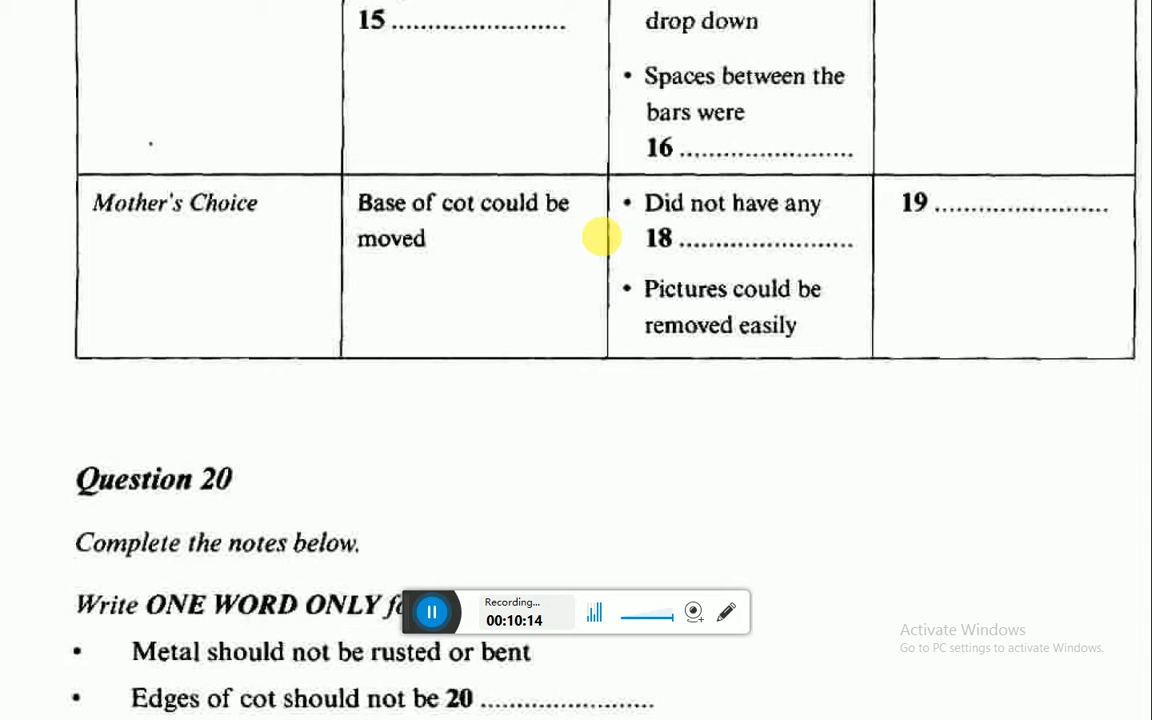 15 ........................
drop down
• Spaces between the
bars were
16 ........................
Mother's Choice
Base of cot could be
moved
• Did not have any
18 ........................
• Pictures could be
removed easily
19 ........................
Question 20
Complete the notes below.
Write ONE WORD ONLY
Recording...
00:10:14
• Metal should not be rusted or bent
• Edges of cot should not be 20 ........................
Activate Windows
Go to PC settings to activate Windows.